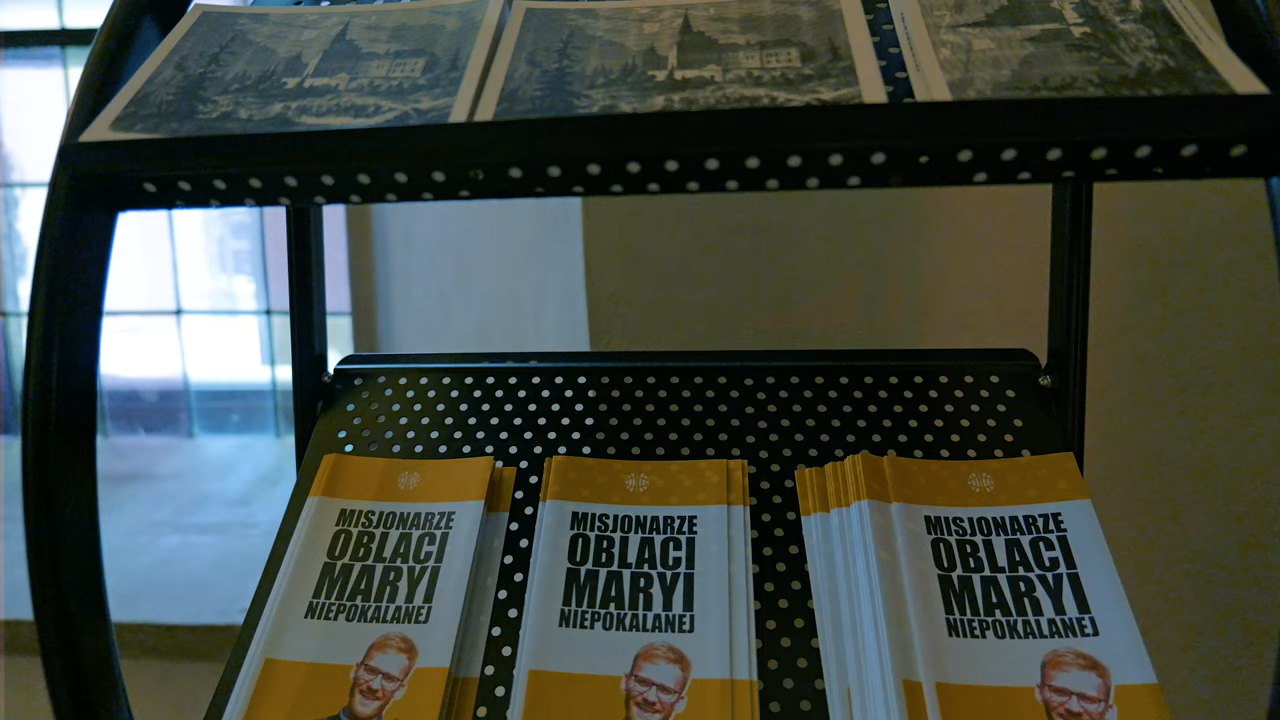 MISJONARZE
OBLACI
MARYI
NIEPOKALANEJ
MISJONARZE
OBLACI
MARYI
NIEPOKALANEJ
MISJONARZE
OBLACI
MARYI
NIEPOKALANEJ